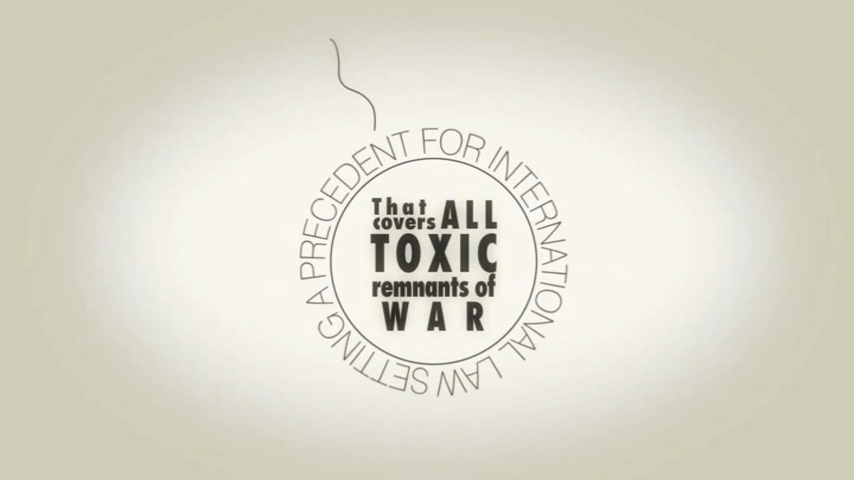 SETTING A PRECEDENT FOR INTERNATIONAL LAW
That
covers ALL
TOXIC
remnants of
WAR